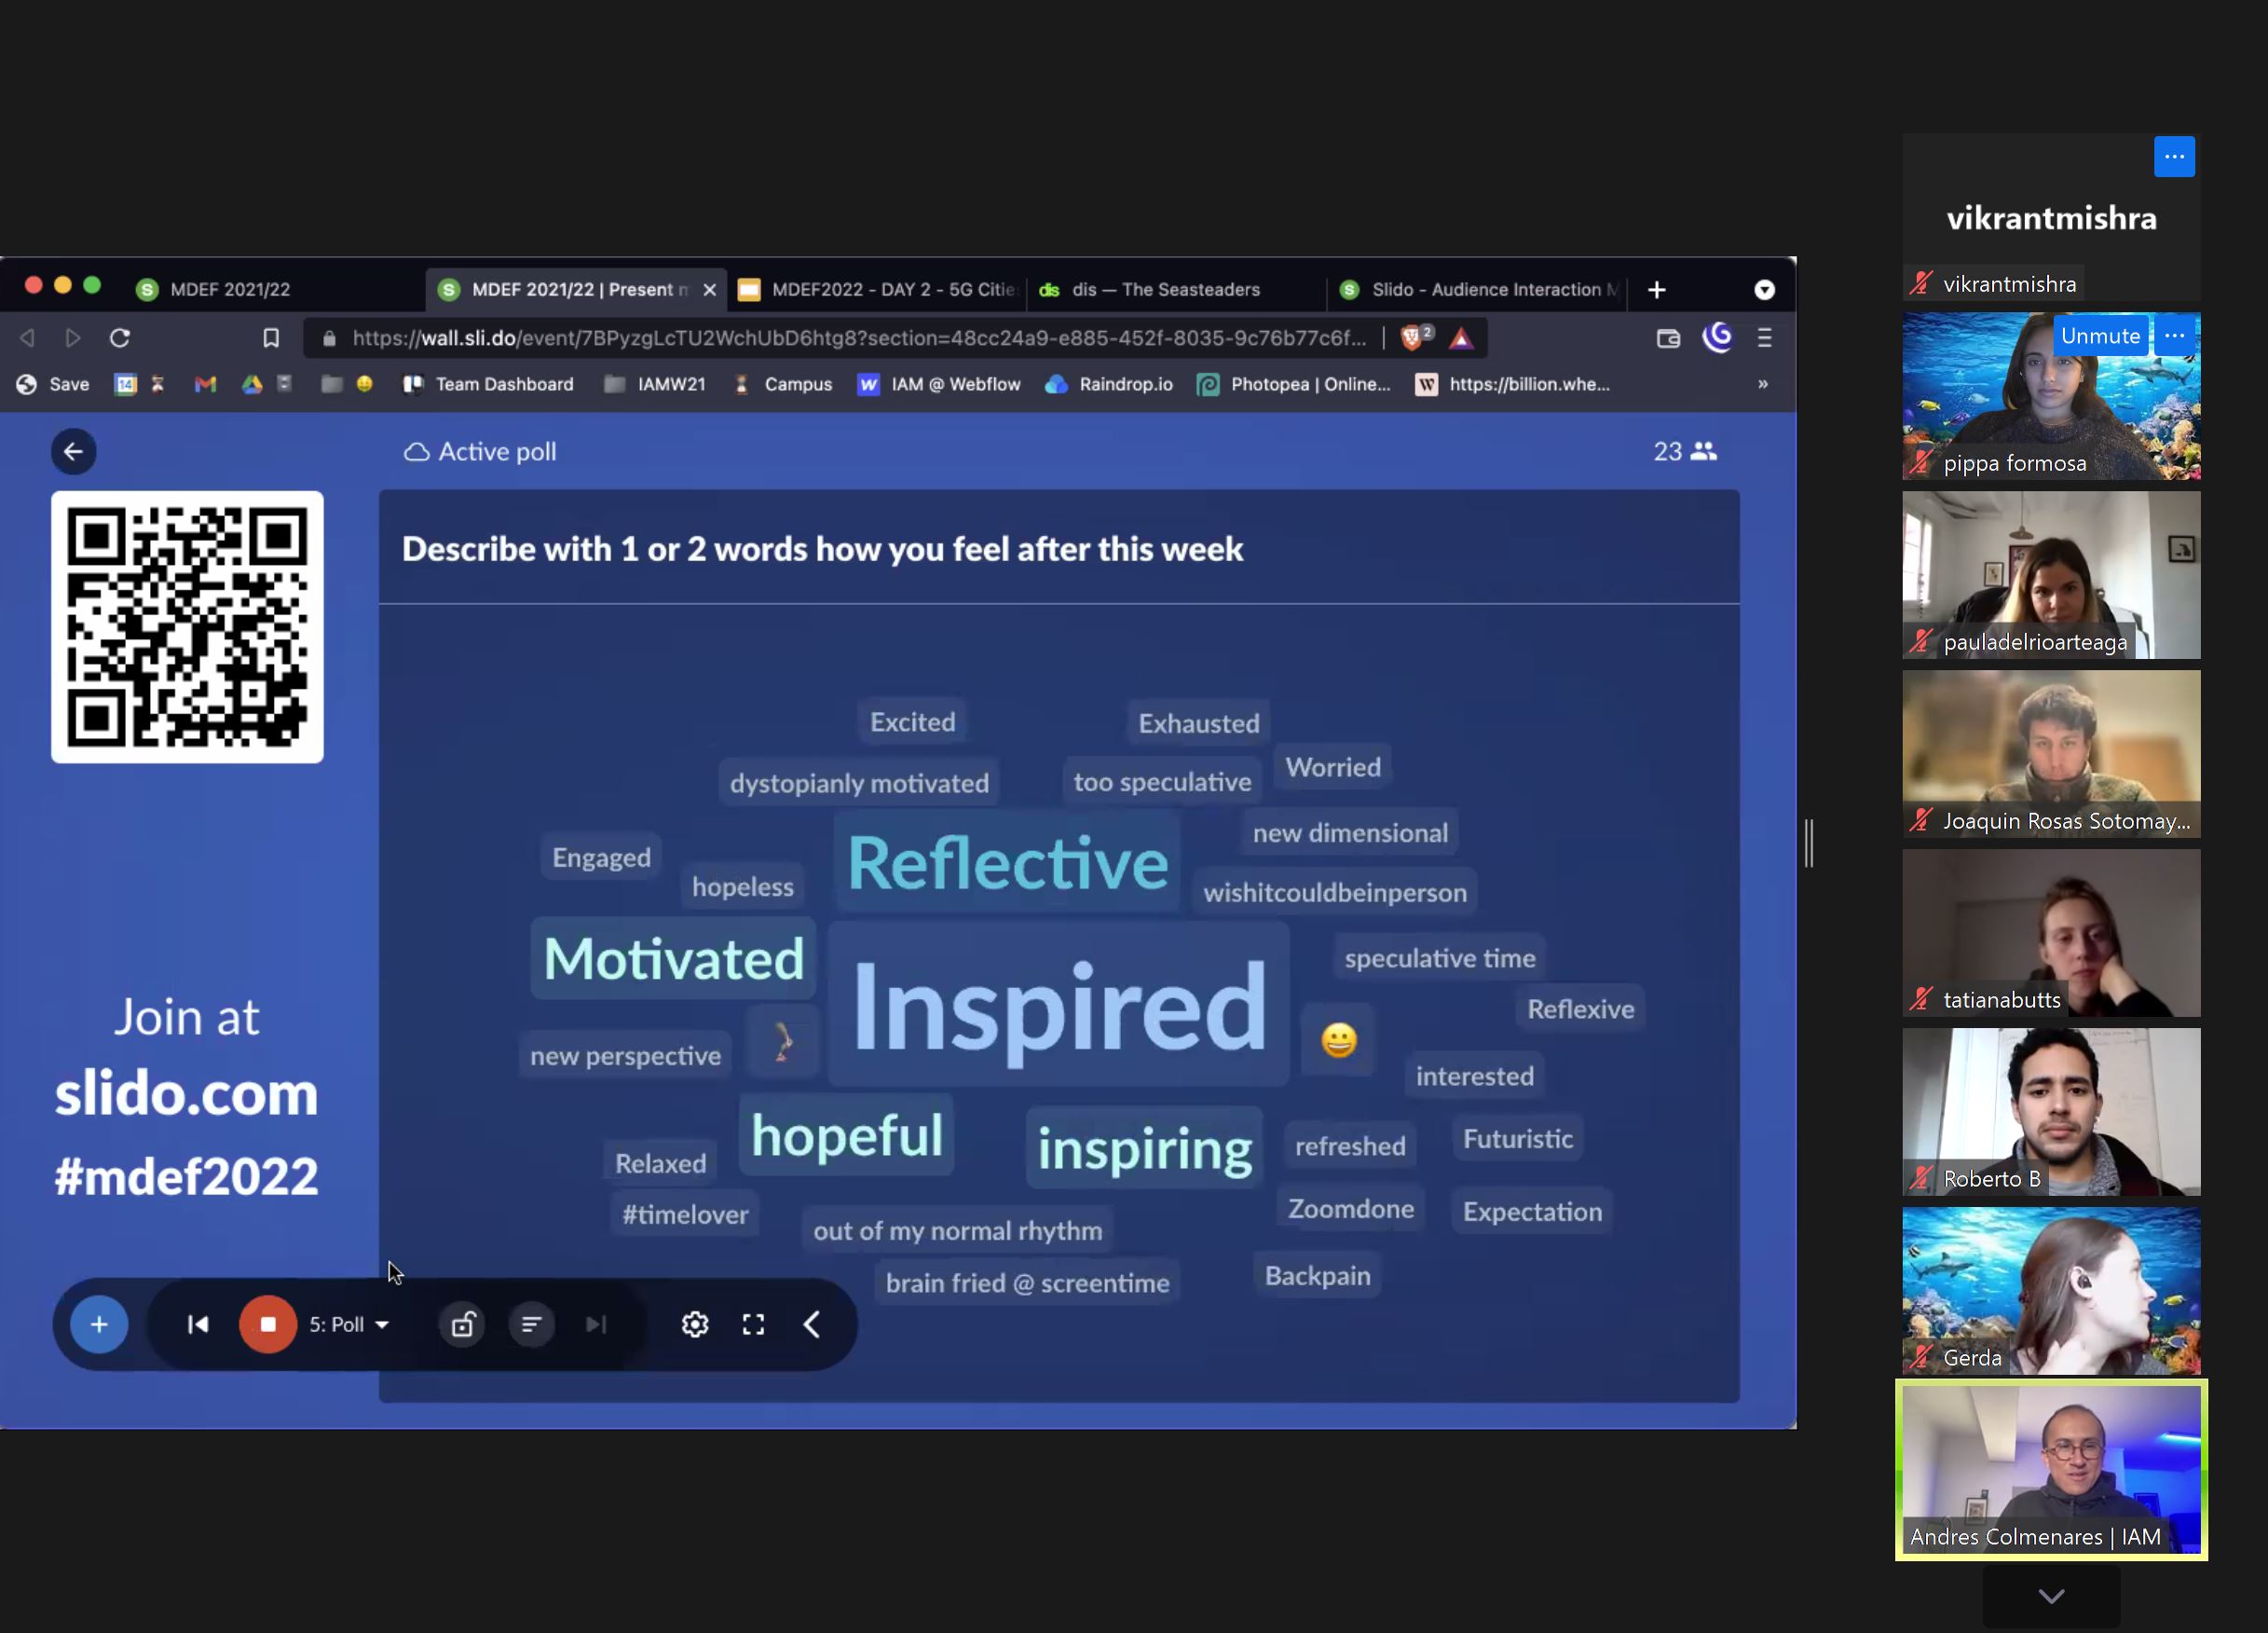 MDEF 2021/22
MDEF 2021/22 | Present
MDEF2022 - DAY 2 - 5G Citie
dis
dis — The Seasteaders
Slido - Audience Interaction M
https://wall.sli.do/event/7BPyzgLcTU2WchUbD6htg8?section=48cc24a9-e885-452f-8035-9c76b77c6f...
2
Save
14
Team Dashboard
IAMW21
Campus
IAM @ Webflow
Raindrop.io
Photopea | Online...
W
https://billion.whe...
»
Active poll
23
Describe with 1 or 2 words how you feel after this week
Excited
Exhausted
dystopianly motivated
too speculative
Worried
Engaged
hopeless
Reflective
new dimensional
wishitcouldbeinperson
Motivated
Inspired
speculative time
Reflexive
new perspective
interested
hopeful
inspiring
refreshed
Futuristic
Relaxed
#timelover
out of my normal rhythm
Zoomdone
Expectation
brain fried @ screentime
Backpain
Join at
slido.com
#mdef2022
5: Poll
vikrantmishra
vikrantmishra
Unmute
pippa formosa
pauladelrioarteaga
Joaquin Rosas Sotomay...
tatianabutts
Roberto B
Gerda
Andres Colmenares | IAM